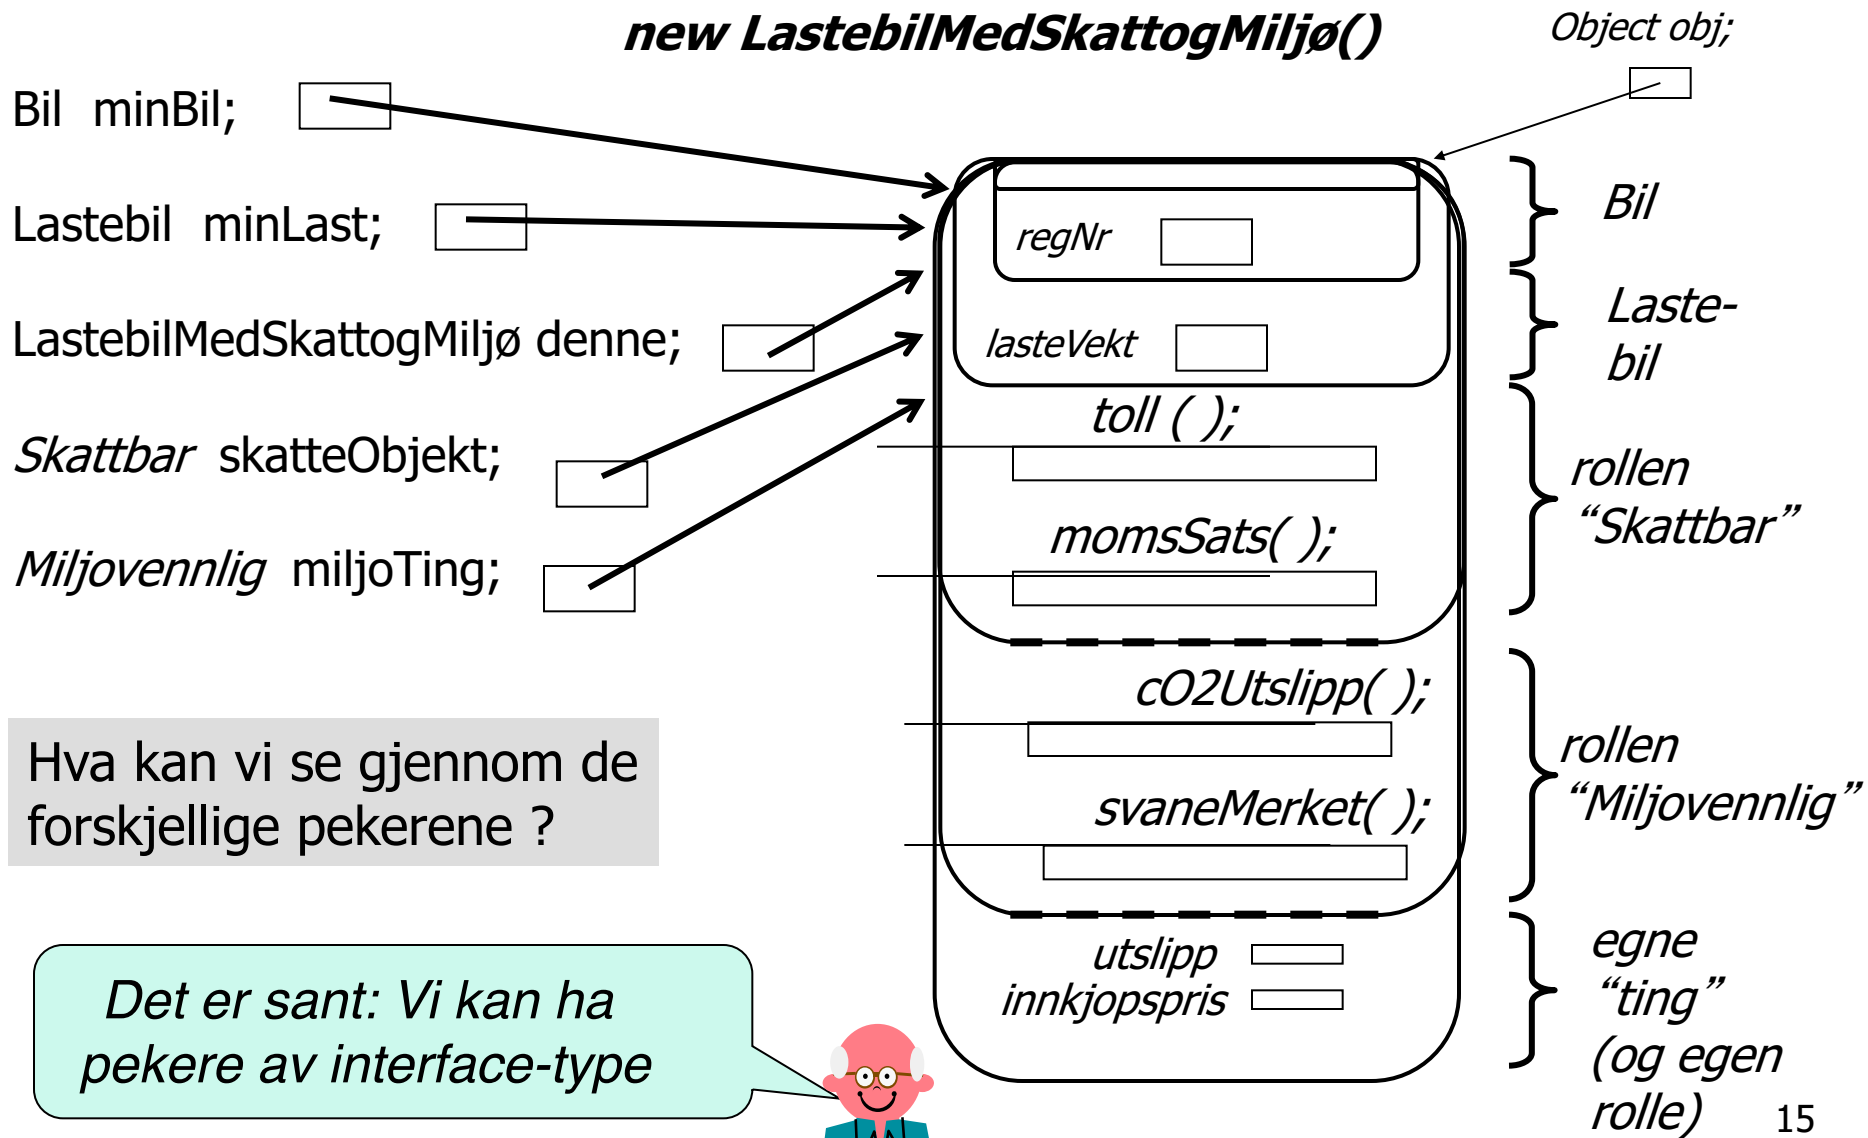 new LastebilMedSkattogMiljø()
Object obj;
Bil minBil;
Lastebil minLast;
LastebilMedSkattogMiljø denne;
Skattbar skatteObjekt;
Miljovennlig miljoTing;
regNr
lasteVekt
toll ( );
momsSats( );
cO2Utslipp( );
svaneMerket( );
utslipp
innkjopspris
Bil
Laste-
bil
rollen
“Skattbar”
rollen
“Miljovennlig”
egne
“ting”
(og egen
rolle)
Hva kan vi se gjennom de
forskjellige pekerene ?
Det er sant: Vi kan ha
pekere av interface-type
15